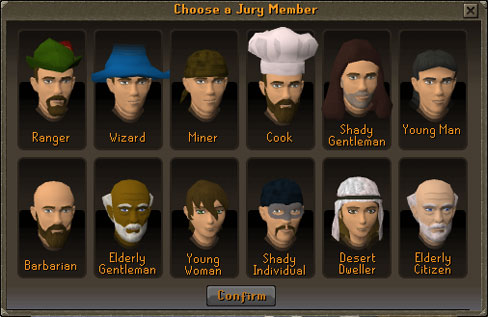 Choose a Jury Member
Ranger
Wizard
Miner
Cook
Shady
Gentleman
Young Man
Barbarian
Elderly
Gentleman
Young
Woman
Shady
Individual
Desert
Dweller
Elderly
Citizen
Confirm